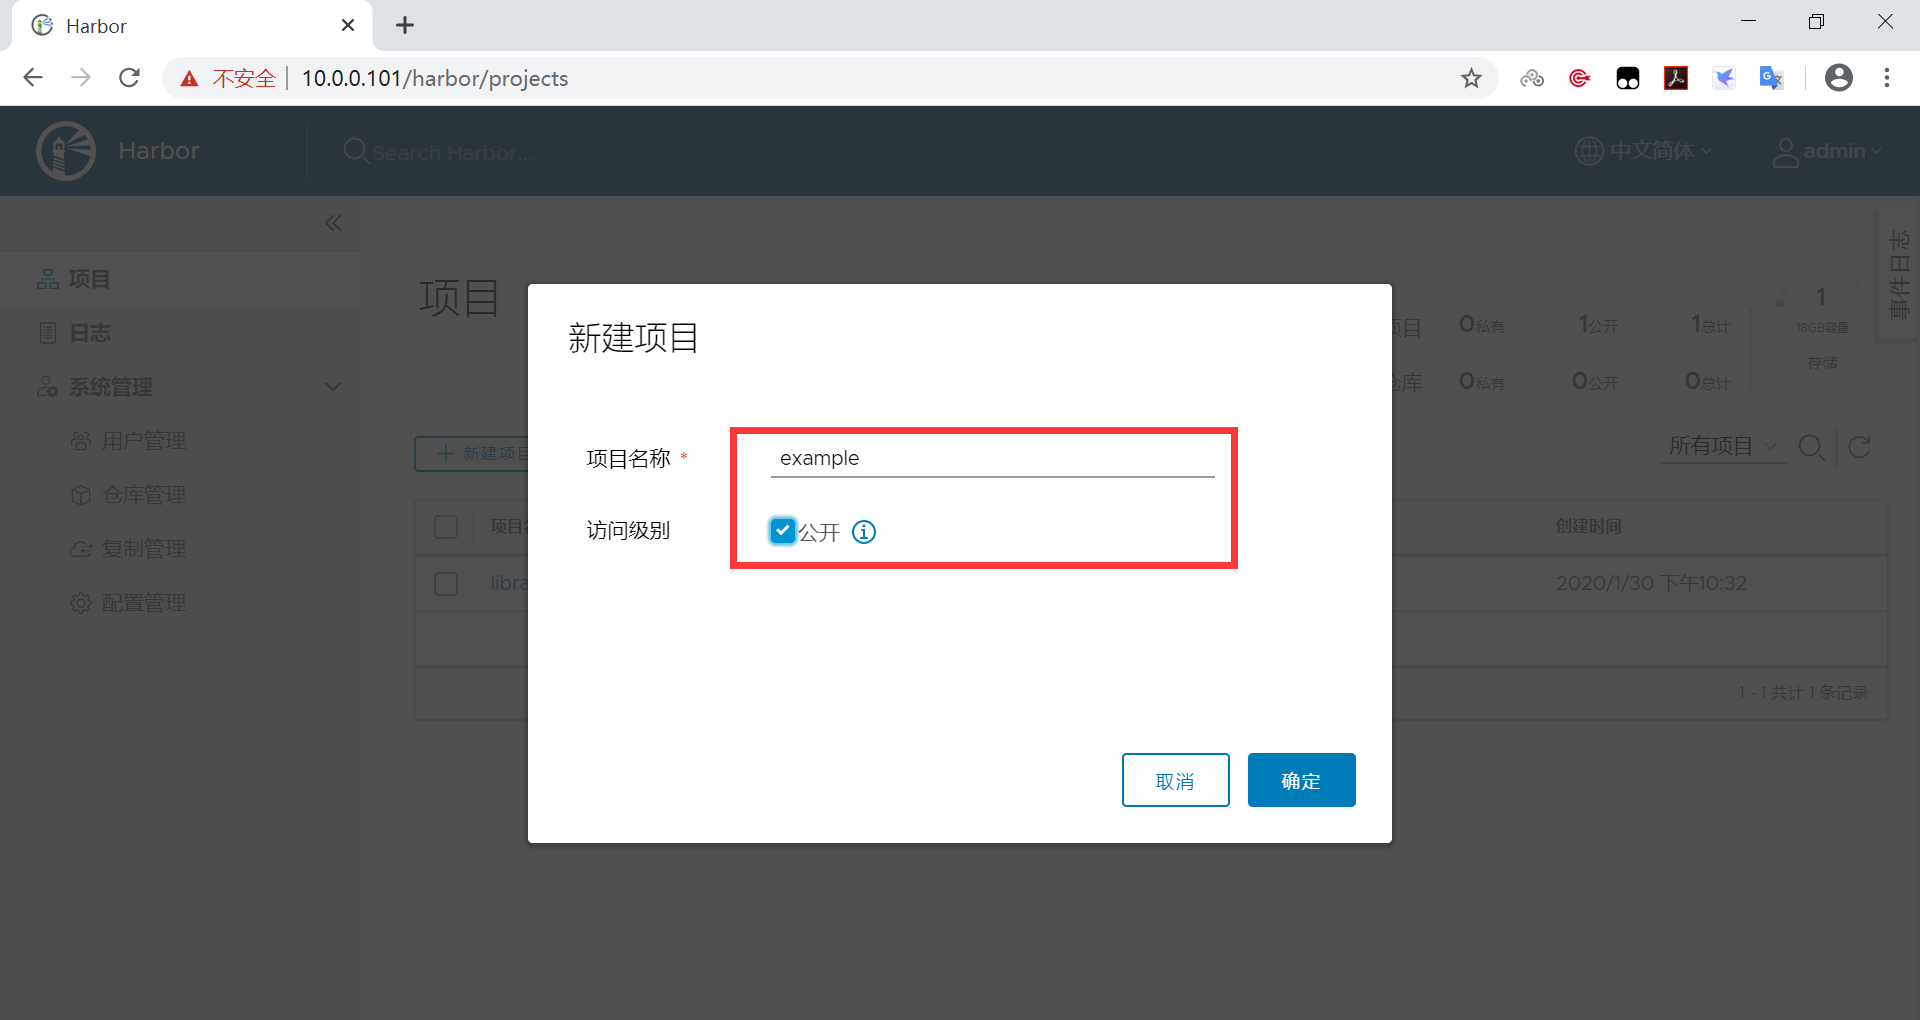 Harbor
不安全 | 10.0.0.101/harbor/projects
Harbor
Search Harbor...
中文简体
admin
项目
日志
系统管理
用户管理
仓库管理
复制管理
配置管理
项目
项目 0私有 1公开 1总计
仓库 0私有 0公开 0总计
1
18GB容量
存储
事件日志
新建项目
所有项目
项目名 创建时间
libra 2020/1/30 下午10:32
1 - 1 共计 1 条记录
新建项目
项目名称 * example
访问级别 公开
取消 确定